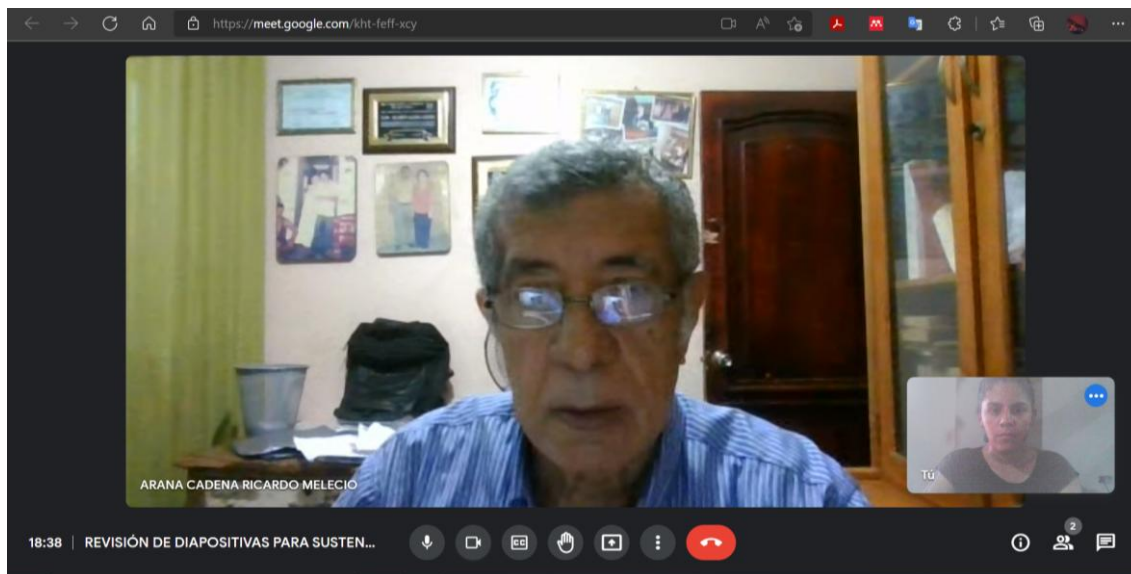 https://meet.google.com/kht-feff-xcy
ARANA CADENA RICARDO MELECIO
Tú
18:38 | REVISIÓN DE DIAPOSITIVAS PARA SUSTEN...
CC
2